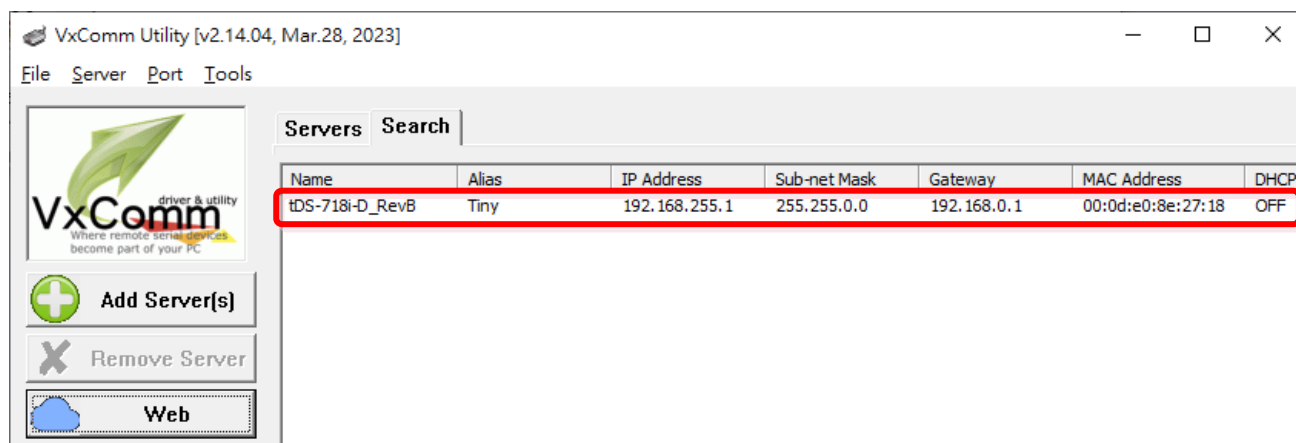 VxComm Utility [v2.14.04, Mar.28, 2023]
File Server Port Tools
VxComm
driver & utility
Where remote serial devices
become part of your PC
Add Server(s)
Remove Server
Web
Servers Search
Name Alias IP Address Sub-net Mask Gateway MAC Address DHCP
tDS-718i-D_RevB Tiny 192.168.255.1 255.255.0.0 192.168.0.1 00:0d:e0:8e:27:18 OFF